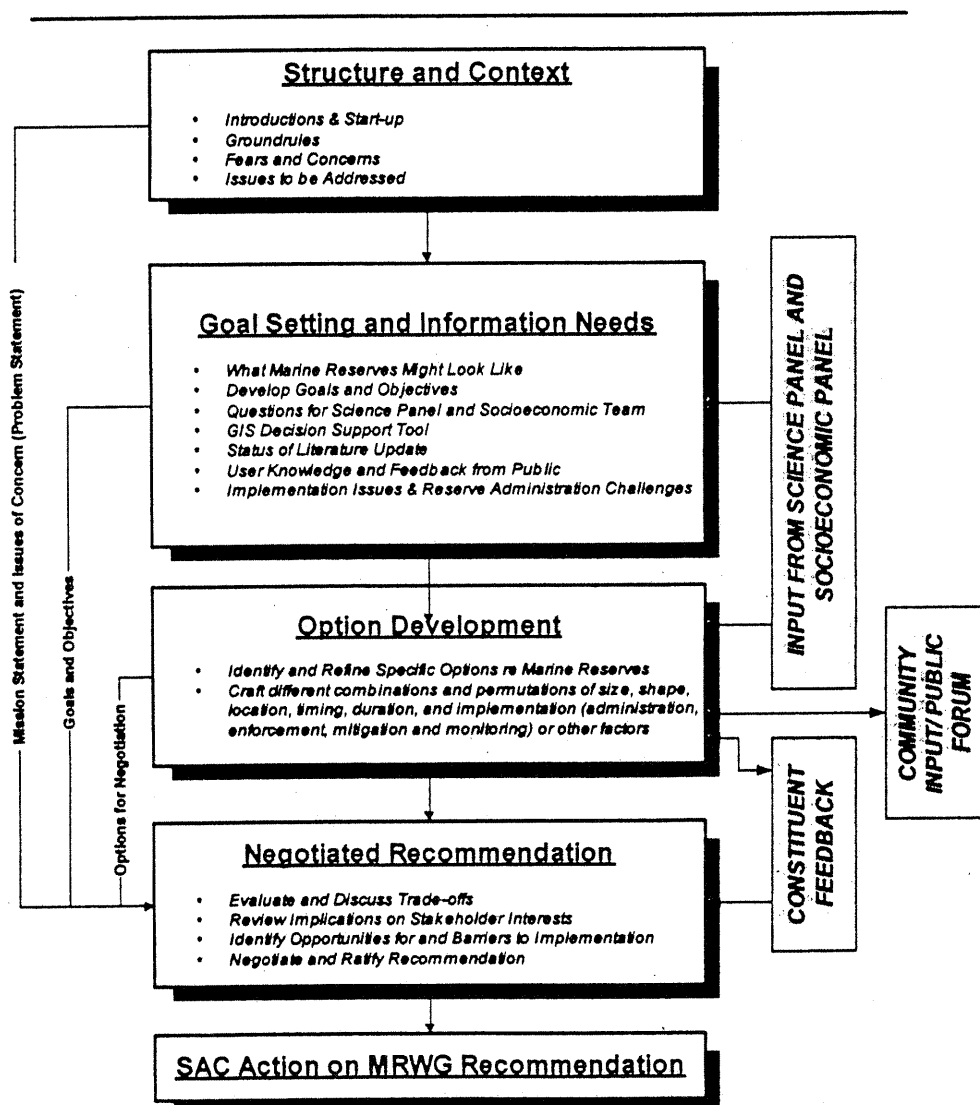 Structure and Context
• Introductions & Start-up
• Groundrules
• Fears and Concerns
• Issues to be Addressed
Goal Setting and Information Needs
• What Marine Reserves Might Look Like
• Develop Goals and Objectives
• Questions for Science Panel and Socioeconomic Team
• GIS Decision Support Tool
• Status of Literature Update
• User Knowledge and Feedback from Public
• Implementation Issues & Reserve Administration Challenges
Option Development
• Identify and Refine Specific Options re Marine Reserves
• Craft different combinations and permutations of size, shape,
location, timing, duration, and implementation (administration,
enforcement, mitigation and monitoring) or other factors
Negotiated Recommendation
• Evaluate and Discuss Trade-offs
• Review Implications on Stakeholder Interests
• Identify Opportunities for and Barriers to Implementation
• Negotiate and Ratify Recommendation
SAC Action on MRWG Recommendation
Mission Statement and Issues of Concern (Problem Statement)
Goals and Objectives
Options for Negotiation
INPUT FROM SCIENCE PANEL AND
SOCIOECONOMIC PANEL
CONSTITUENT
FEEDBACK
COMMUNITY
INPUT/PUBLIC
FORUM